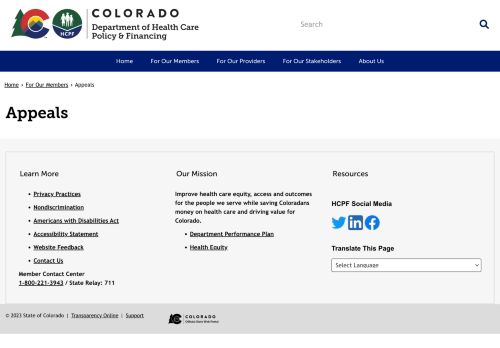 COLORADO
Department of Health Care
Policy & Financing
HCPF
Search
Home
For Our Members
For Our Providers
For Our Stakeholders
About Us
Home › For Our Members › Appeals
Appeals
Learn More
Privacy Practices
Nondiscrimination
Americans with Disabilities Act
Accessibility Statement
Website Feedback
Contact Us
Member Contact Center
1-800-221-3943 / State Relay: 711
Our Mission
Improve health care equity, access and outcomes
for the people we serve while saving Coloradans
money on health care and driving value for
Colorado.
Department Performance Plan
Health Equity
Resources
HCPF Social Media
Translate This Page
Select Language
© 2023 State of Colorado | Transparency Online | Support
COLORADO
Official State Web Portal